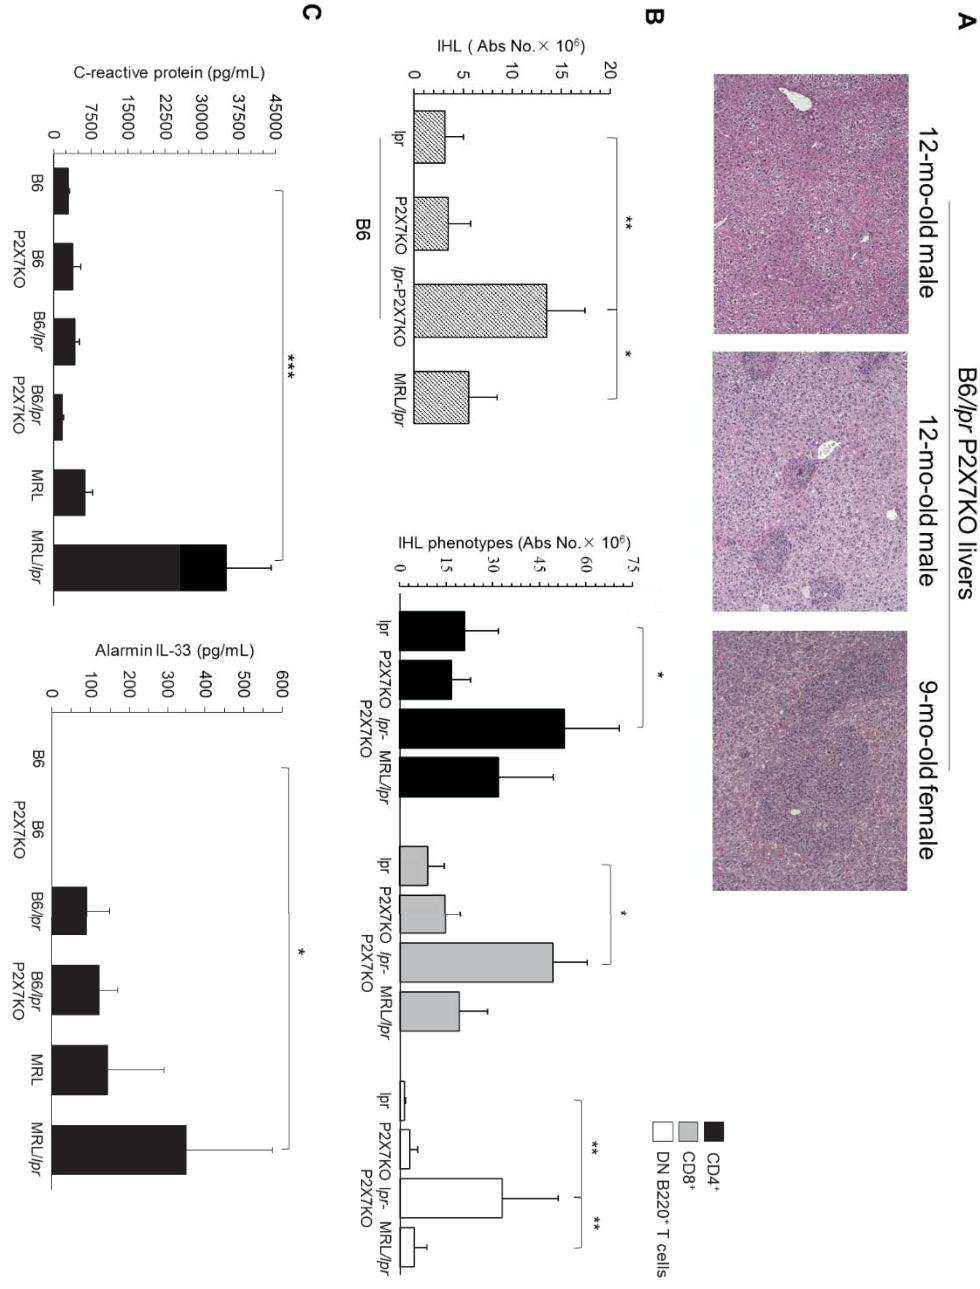 A
B6/lpr P2X7KO livers
12-mo-old male
12-mo-old male
9-mo-old female
B
IHL ( Abs No.× 10⁶)
20
15
10
5
0
**
*
lpr
P2X7KO
lpr-P2X7KO
MRL/lpr
B6
IHL phenotypes (Abs No.× 10⁶)
75
60
45
30
15
0
*
*
**
**
lpr
P2X7KO
lpr-
P2X7KO
MRL/lpr
lpr
P2X7KO
lpr-
P2X7KO
MRL/lpr
lpr
P2X7KO
lpr-
P2X7KO
MRL/lpr
CD4⁺
CD8⁺
DN B220⁺ T cells
C
C-reactive protein (pg/mL)
45000
37500
30000
22500
15000
7500
0
***
B6
B6
P2X7KO
B6/lpr
B6/lpr
P2X7KO
MRL
MRL/lpr
Alarmin IL-33 (pg/mL)
600
500
400
300
200
100
0
*
B6
B6
P2X7KO
B6/lpr
B6/lpr
P2X7KO
MRL
MRL/lpr